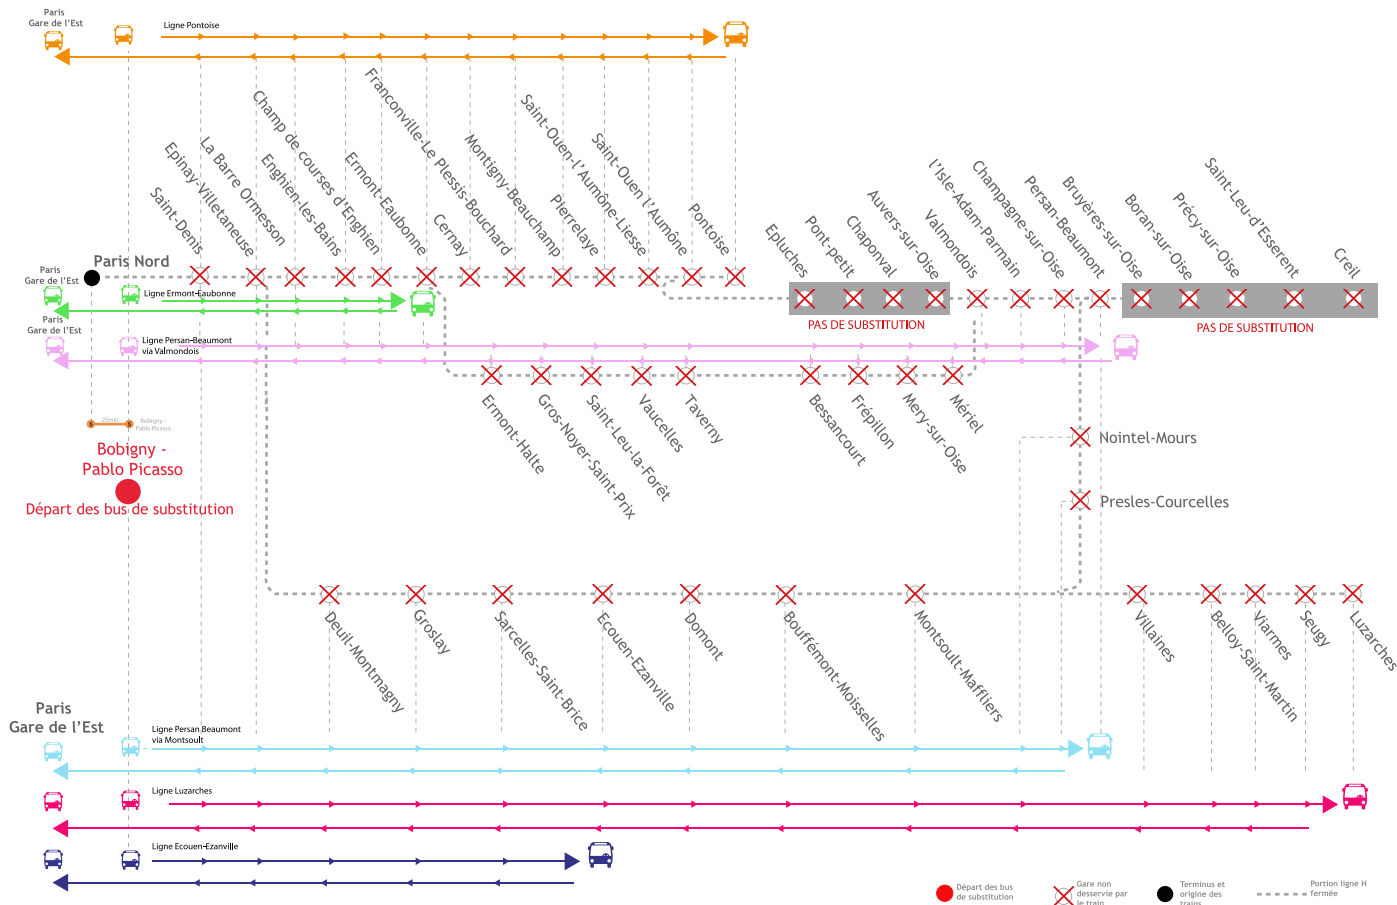 Paris
Gare de l'Est
Ligne Pontoise
Saint-Denis
Epinay-Villetaneuse
La Barre Ormesson
Enghien-les-Bains
Champ de courses d'Enghien
Ermont-Eaubonne
Cernay
Franconville-Le Plessis-Bouchard
Montigny-Beauchamp
Pierrelaye
Saint-Ouen-l'Aumône-Liesse
Saint-Ouen l'Aumône
Pontoise
Epluches
Pont-petit
Chaponval
Auvers-sur-Oise
Valmondois
l'Isle-Adam-Parmain
Champagne-sur-Oise
Persan-Beaumont
Bruyères-sur-Oise
Boran-sur-Oise
Précy-sur-Oise
Saint-Leu-d'Esserent
Creil
Paris Nord
Paris
Gare de l'Est
Ligne Ermont-Eaubonne
PAS DE SUBSTITUTION
PAS DE SUBSTITUTION
Paris
Gare de l'Est
Ligne Persan-Beaumont
via Valmondois
Ermont-Halte
Gros-Noyer-Saint-Prix
Saint-Leu-la-Forêt
Vaucelles
Taverny
Bessancourt
Frépillon
Mery-sur-Oise
Mériel
25min
5
5
Bobigny -
Pablo Picasso
Bobigny -
Pablo Picasso
Départ des bus de substitution
Nointel-Mours
Presles-Courcelles
Deuil-Montmagny
Groslay
Sarcelles-Saint-Brice
Ecouen-Ezanville
Domont
Bouffémont-Moisselles
Montsoult-Maffliers
Villaines
Belloy-Saint-Martin
Viarmes
Seugy
Luzarches
Paris
Gare de l'Est
Ligne Persan Beaumont
via Montsoult
Ligne Luzarches
Ligne Ecouen-Ezanville
Départ des bus
de substitution
Gare non
desservie par
le train
Terminus et
origine des
trains
Portion ligne H
fermée